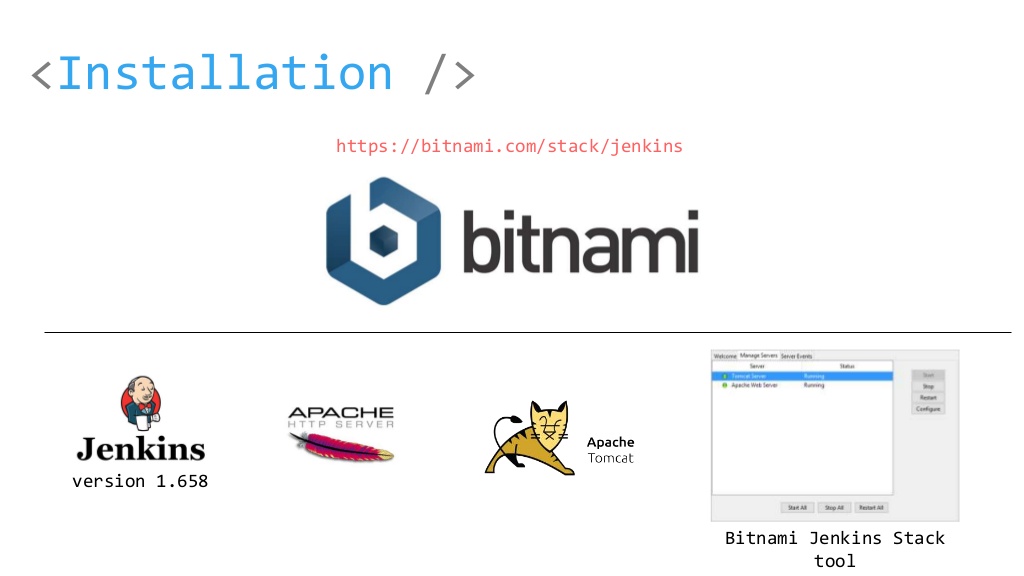 <Installation />
https://bitnami.com/stack/jenkins
bitnami
Jenkins
version 1.658
APACHE
HTTP SERVER
Apache
Tomcat
Welcome Manage Servers Server Events
Server Status
Tomcat Server Running
Apache Web Server Running
Start
Stop
Restart
Configure
Start All Stop All Restart All
Bitnami Jenkins Stack
tool